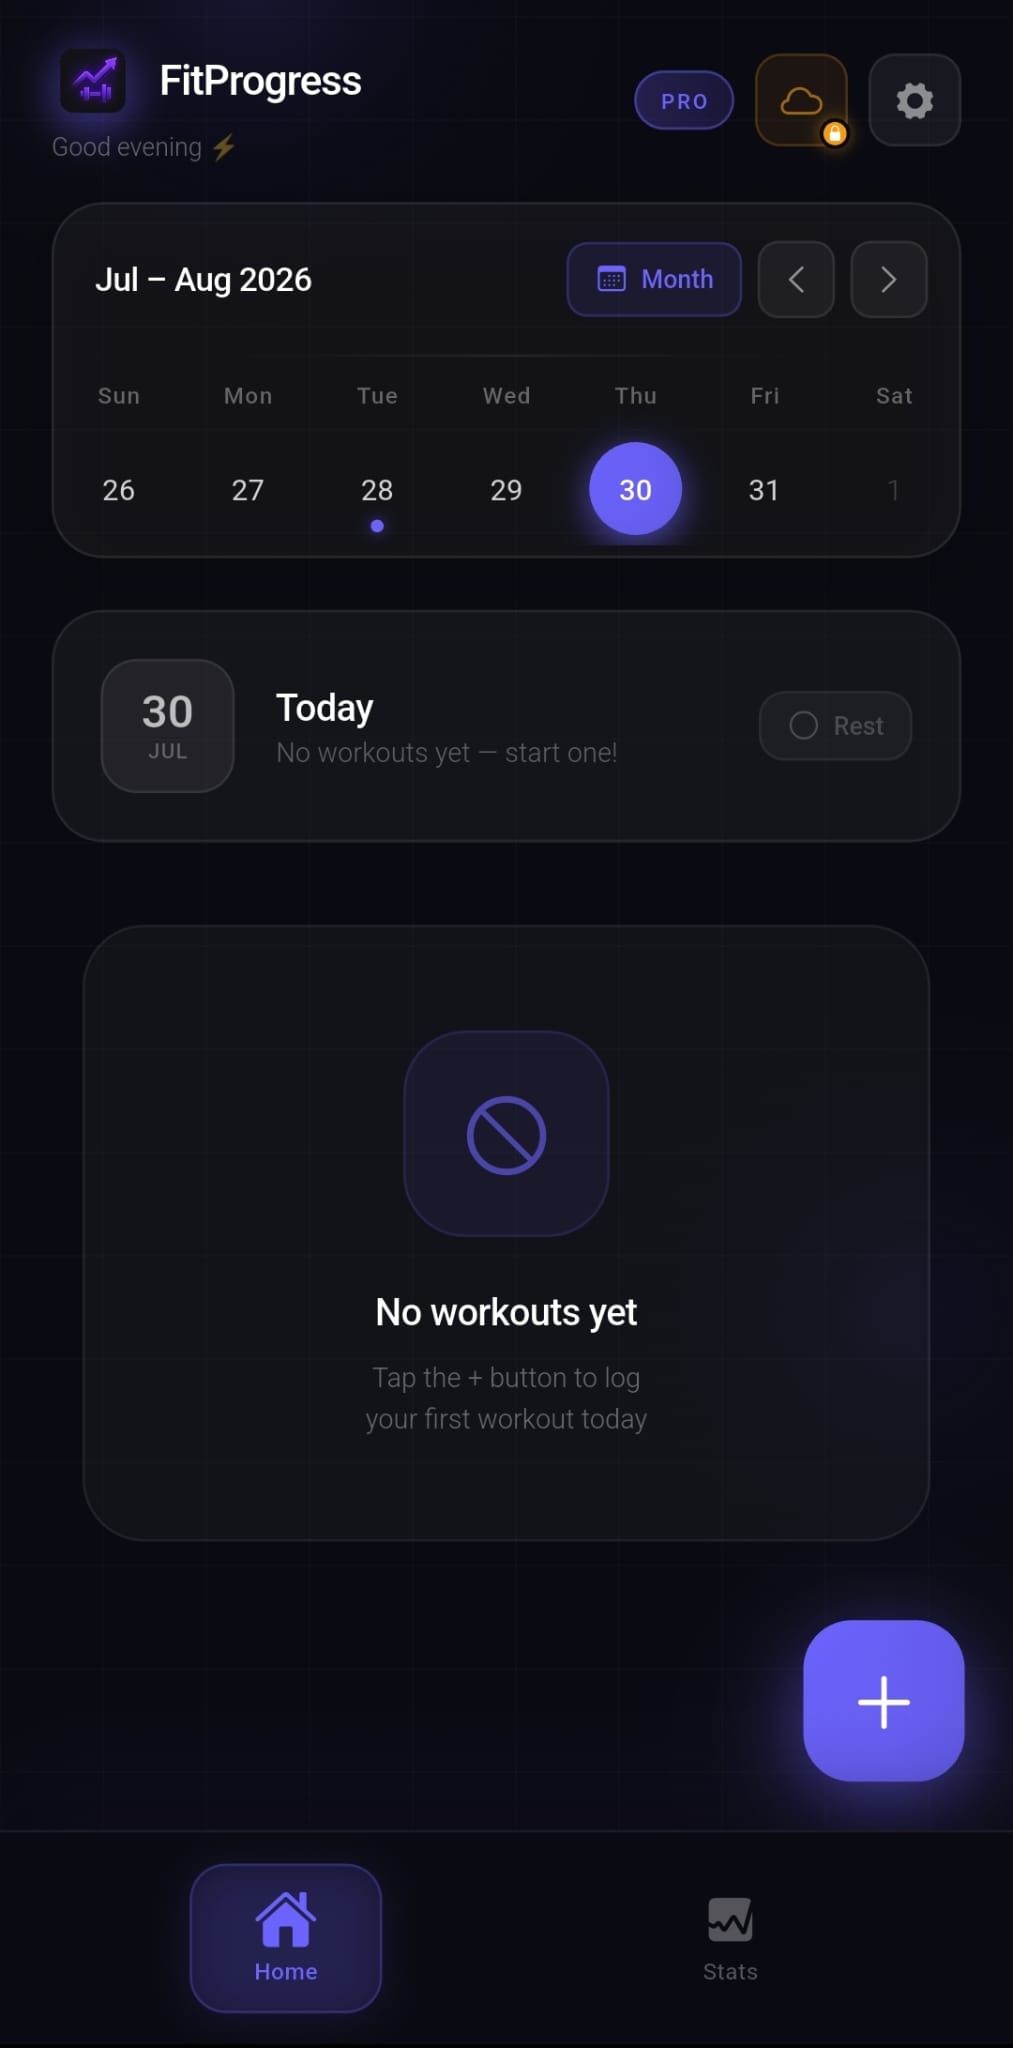 FitProgress
Good evening ⚡
PRO
Jul – Aug 2026
Month
Sun Mon Tue Wed Thu Fri Sat
26 27 28 29 30 31 1
30
JUL
Today
No workouts yet — start one!
Rest
No workouts yet
Tap the + button to log
your first workout today
Home
Stats